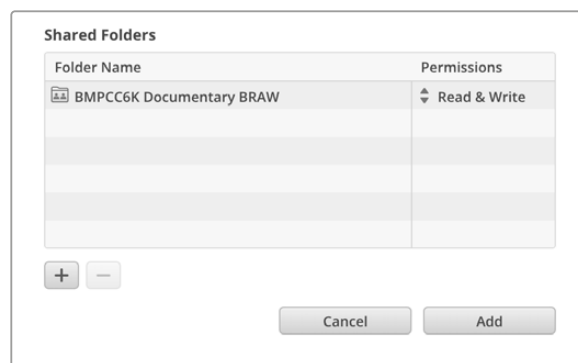 Shared Folders
Folder Name Permissions
BMPCC6K Documentary BRAW Read & Write
Cancel Add